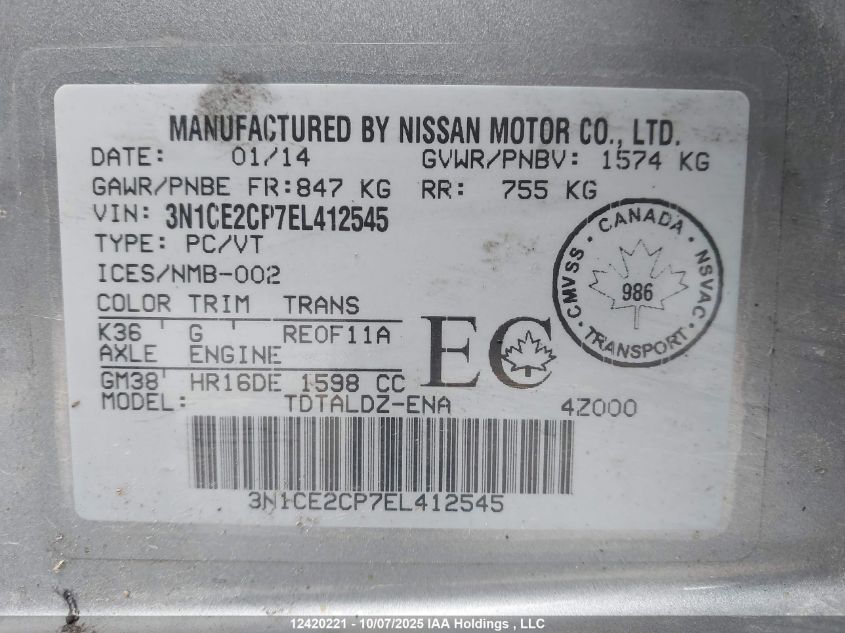 MANUFACTURED BY NISSAN MOTOR CO., LTD.
DATE: 01/14 GVWR/PNBV: 1574 KG
GAWR/PNBE FR:847 KG RR: 755 KG
VIN: 3N1CE2CP7EL412545
TYPE: PC/VT
ICES/NMB-002
COLOR TRIM TRANS
K36 ' G ' RE0F11A
AXLE ENGINE
GM38' HR16DE 1598 CC
MODEL: TDTALDZ-ENA 4Z000
3N1CE2CP7EL412545
EC
· CANADA · NSVAC · TRANSPORT · CMVSS
986
12420221 - 10/07/2025 IAA Holdings , LLC